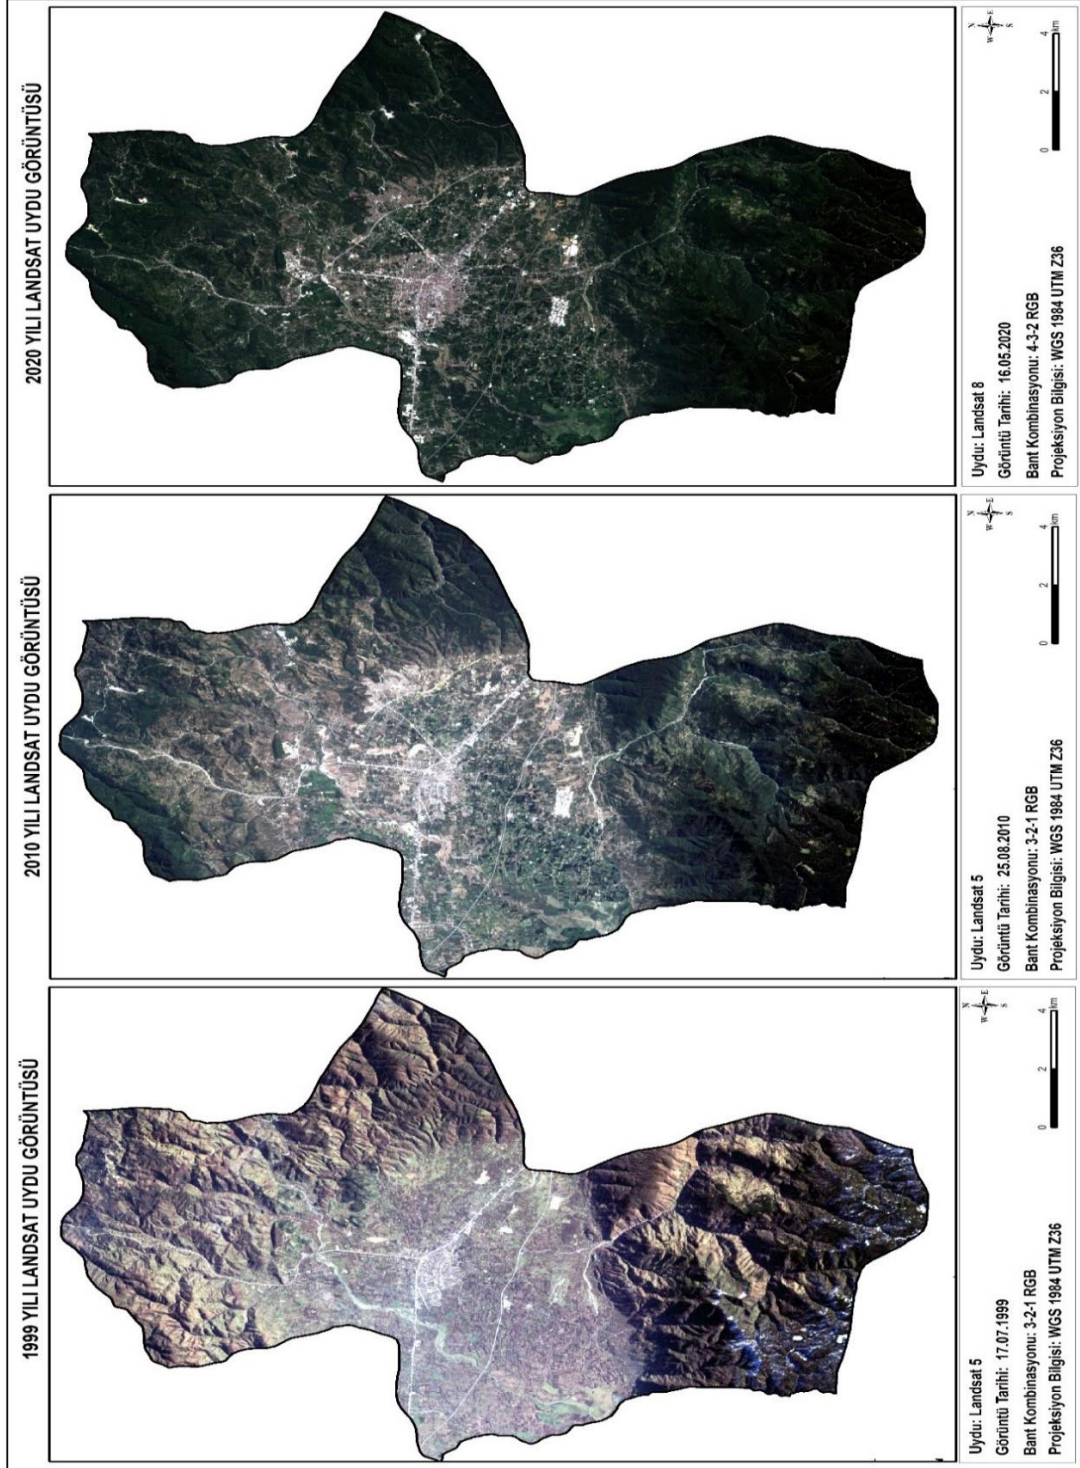 1999 YILI LANDSAT UYDU GÖRÜNTÜSÜ
N
W
E
S
Uydu: Landsat 5
Görüntü Tarihi: 17.07.1999
Bant Kombinasyonu: 3-2-1 RGB
Projeksiyon Bilgisi: WGS 1984 UTM Z36
0 2 4
km
2010 YILI LANDSAT UYDU GÖRÜNTÜSÜ
N
W
E
S
Uydu: Landsat 5
Görüntü Tarihi: 25.08.2010
Bant Kombinasyonu: 3-2-1 RGB
Projeksiyon Bilgisi: WGS 1984 UTM Z36
0 2 4
km
2020 YILI LANDSAT UYDU GÖRÜNTÜSÜ
N
W
E
S
Uydu: Landsat 8
Görüntü Tarihi: 16.05.2020
Bant Kombinasyonu: 4-3-2 RGB
Projeksiyon Bilgisi: WGS 1984 UTM Z36
0 2 4
km